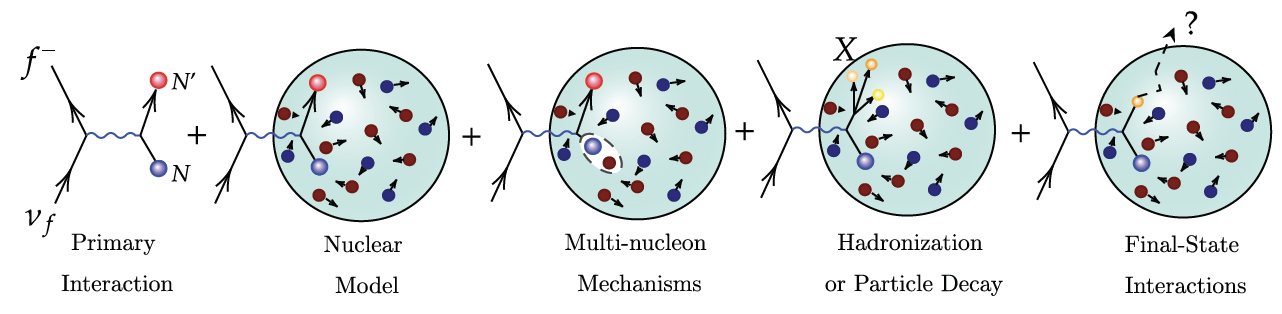 f⁻
N′
N
ν_f
+
+
+
+
X
?
Primary
Interaction
Nuclear
Model
Multi-nucleon
Mechanisms
Hadronization
or Particle Decay
Final-State
Interactions